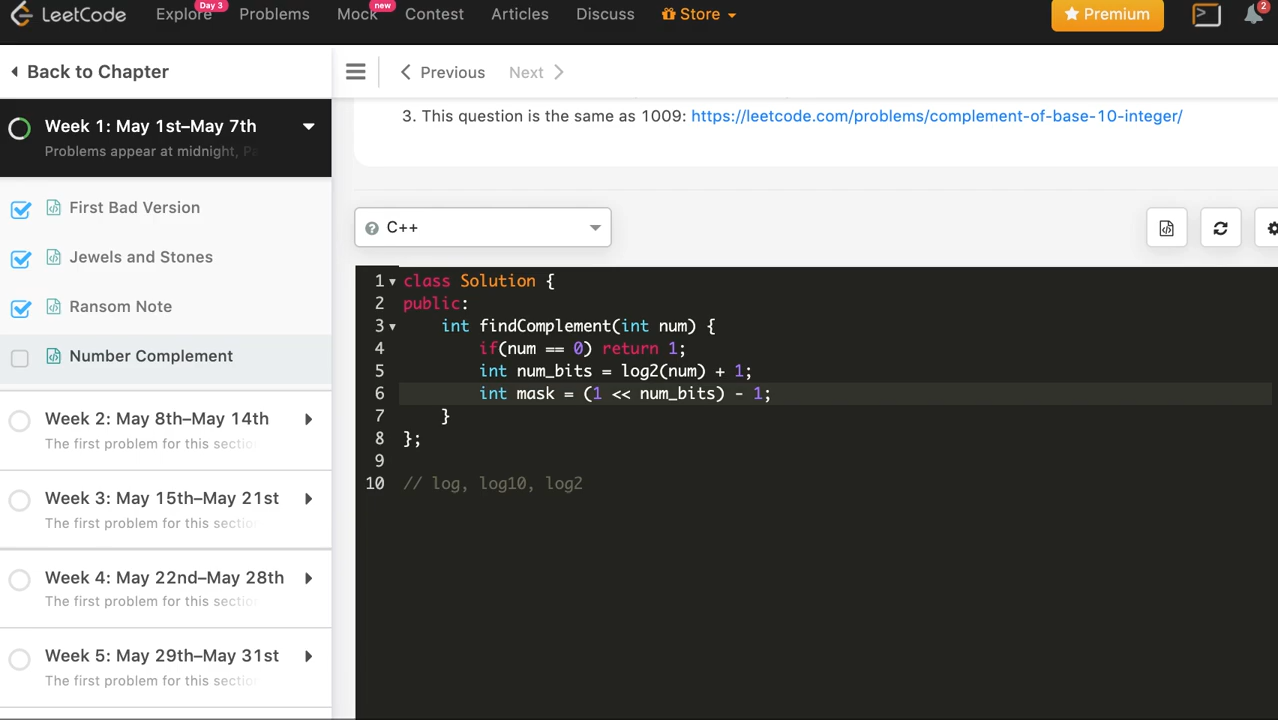 LeetCode
Explore
Day 3
Problems
Mock
new
Contest
Articles
Discuss
Store
Premium
2
Back to Chapter
Previous
Next
Week 1: May 1st–May 7th
Problems appear at midnight,
3. This question is the same as 1009: https://leetcode.com/problems/complement-of-base-10-integer/
First Bad Version
Jewels and Stones
Ransom Note
Number Complement
Week 2: May 8th–May 14th
The first problem for this sectio
Week 3: May 15th–May 21st
The first problem for this sectio
Week 4: May 22nd–May 28th
The first problem for this sectio
Week 5: May 29th–May 31st
The first problem for this sectio
C++
1 class Solution {
2 public:
3     int findComplement(int num) {
4         if(num == 0) return 1;
5         int num_bits = log2(num) + 1;
6         int mask = (1 << num_bits) - 1;
7     }
8 };
9
10 // log, log10, log2